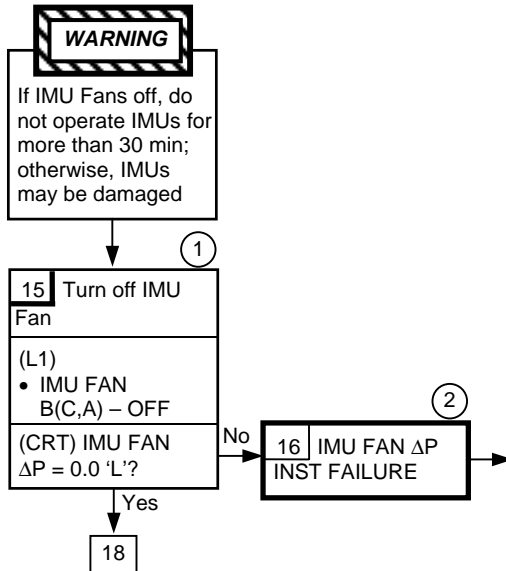 WARNING
If IMU Fans off, do
not operate IMUs for
more than 30 min;
otherwise, IMUs
may be damaged
1
15 Turn off IMU
Fan
(L1)
• IMU FAN
B(C,A) – OFF
(CRT) IMU FAN
∆P = 0.0 ‘L’?
No
2
16 IMU FAN ∆P
INST FAILURE
Yes
18